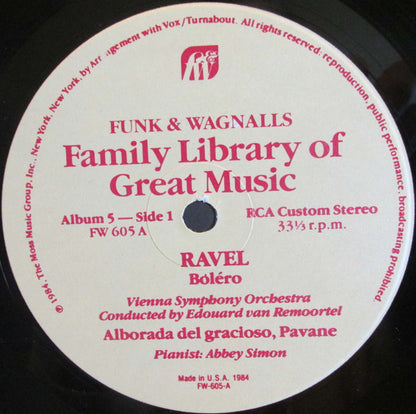 ℗ 1984, The Moss Music Group, Inc., New York, New York, by Arrangement with Vox/Turnabout. All rights reserved: reproduction, public performance, broadcasting prohibited
FUNK & WAGNALLS
Family Library of
Great Music
Album 5 — Side 1
FW 605 A
RCA Custom Stereo
33⅓ r.p.m.
RAVEL
Boléro
Vienna Symphony Orchestra
Conducted by Edouard van Remoortel
Alborada del gracioso, Pavane
Pianist: Abbey Simon
Made in U.S.A. 1984
FW-605-A